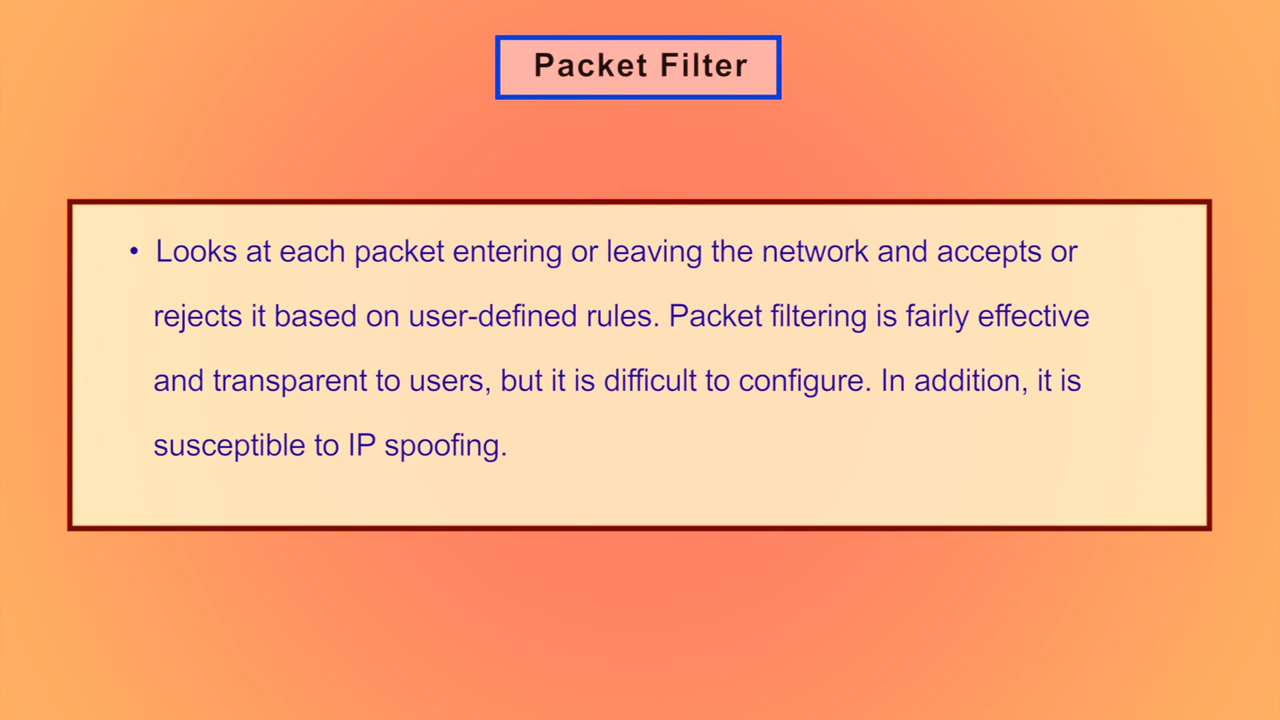 Packet Filter
• Looks at each packet entering or leaving the network and accepts or
rejects it based on user-defined rules. Packet filtering is fairly effective
and transparent to users, but it is difficult to configure. In addition, it is
susceptible to IP spoofing.